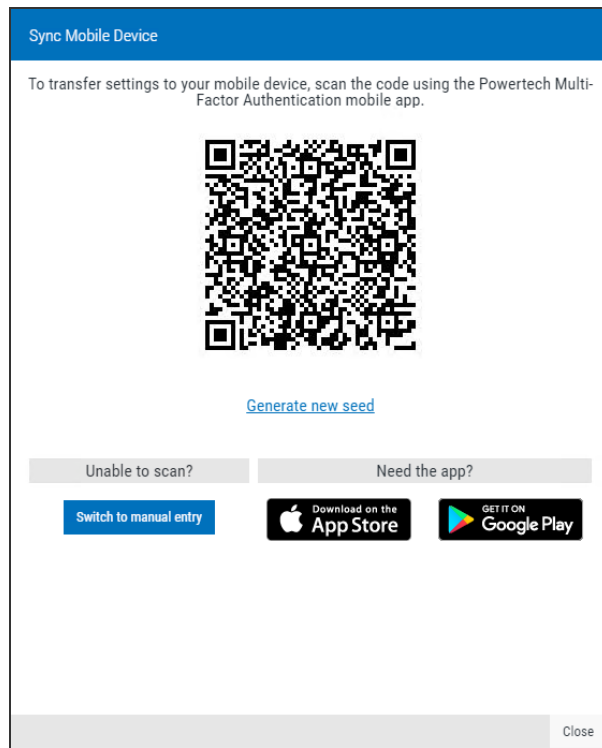 Sync Mobile Device
To transfer settings to your mobile device, scan the code using the Powertech Multi-
Factor Authentication mobile app.
Generate new seed
Unable to scan?
Need the app?
Switch to manual entry
Download on the
App Store
GET IT ON
Google Play
Close